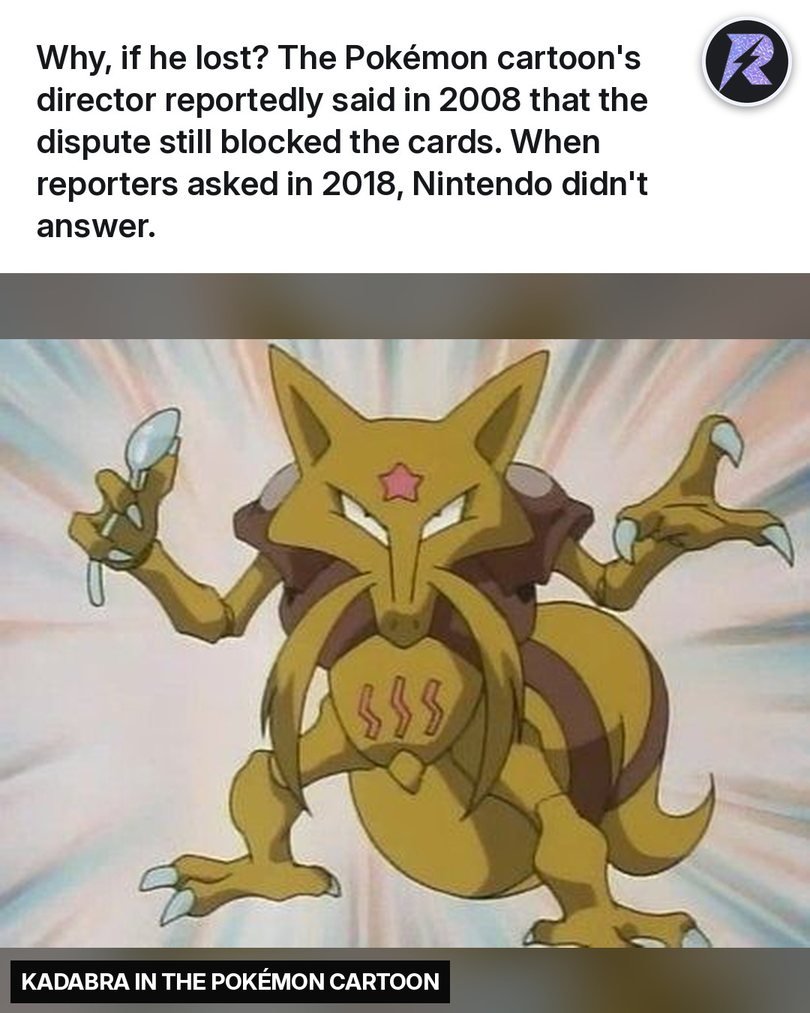 Why, if he lost? The Pokémon cartoon's
director reportedly said in 2008 that the
dispute still blocked the cards. When
reporters asked in 2018, Nintendo didn't
answer.
R
KADABRA IN THE POKÉMON CARTOON